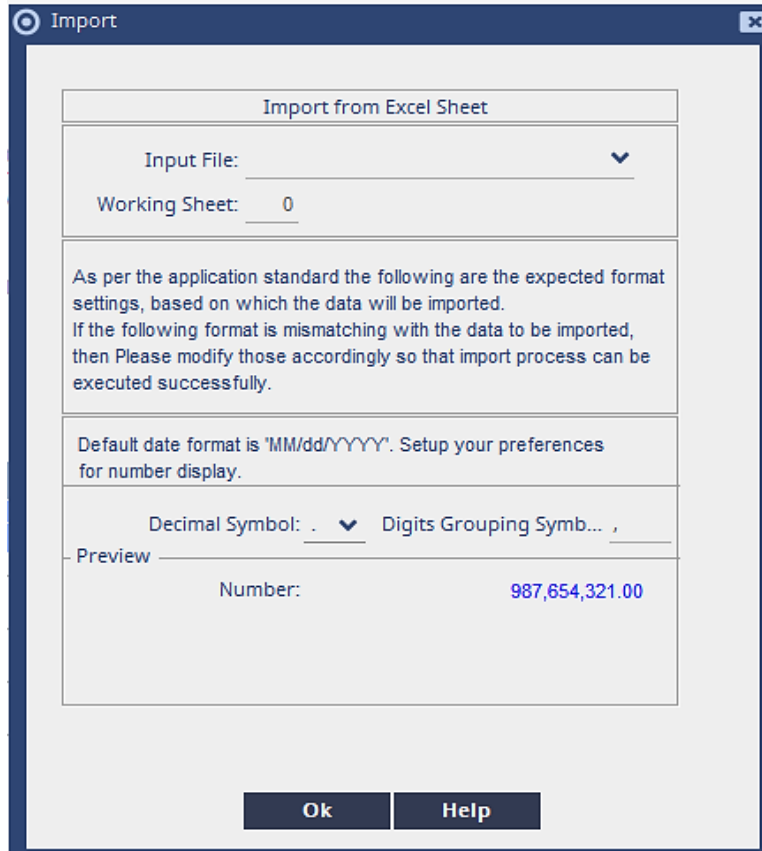 Import
Import from Excel Sheet
Input File:
Working Sheet: 0
As per the application standard the following are the expected format
settings, based on which the data will be imported.
If the following format is mismatching with the data to be imported,
then Please modify those accordingly so that import process can be
executed successfully.
Default date format is 'MM/dd/YYYY'. Setup your preferences
for number display.
Decimal Symbol: . Digits Grouping Symb... ,
Preview
Number: 987,654,321.00
Ok Help